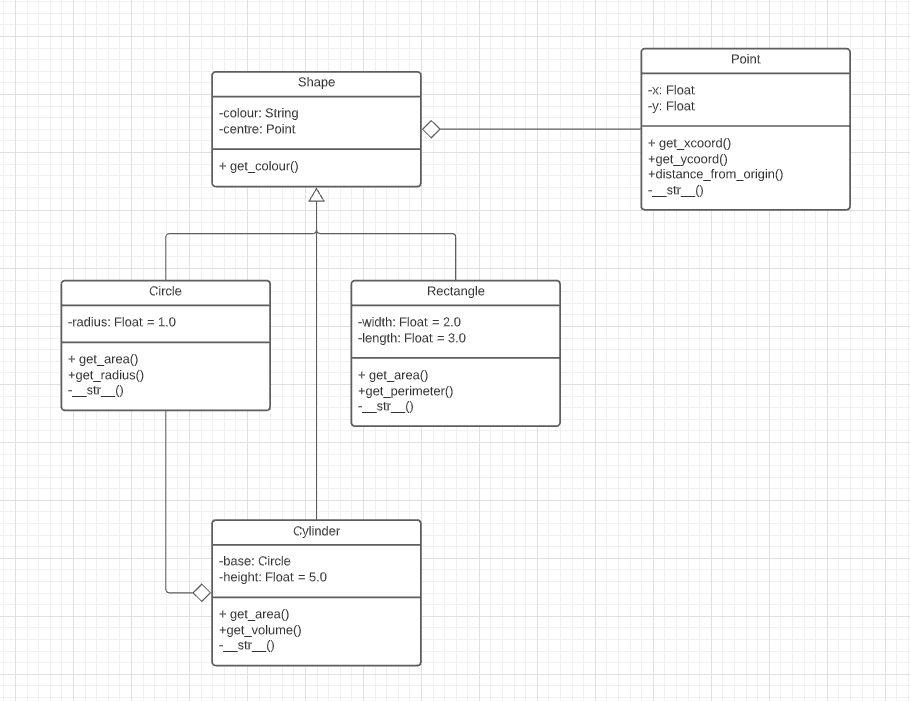 Shape
-colour: String
-centre: Point
+ get_colour()
Point
-x: Float
-y: Float
+ get_xcoord()
+get_ycoord()
+distance_from_origin()
-__str__()
Circle
-radius: Float = 1.0
+ get_area()
+get_radius()
-__str__()
Rectangle
-width: Float = 2.0
-length: Float = 3.0
+ get_area()
+get_perimeter()
-__str__()
Cylinder
-base: Circle
-height: Float = 5.0
+ get_area()
+get_volume()
-__str__()